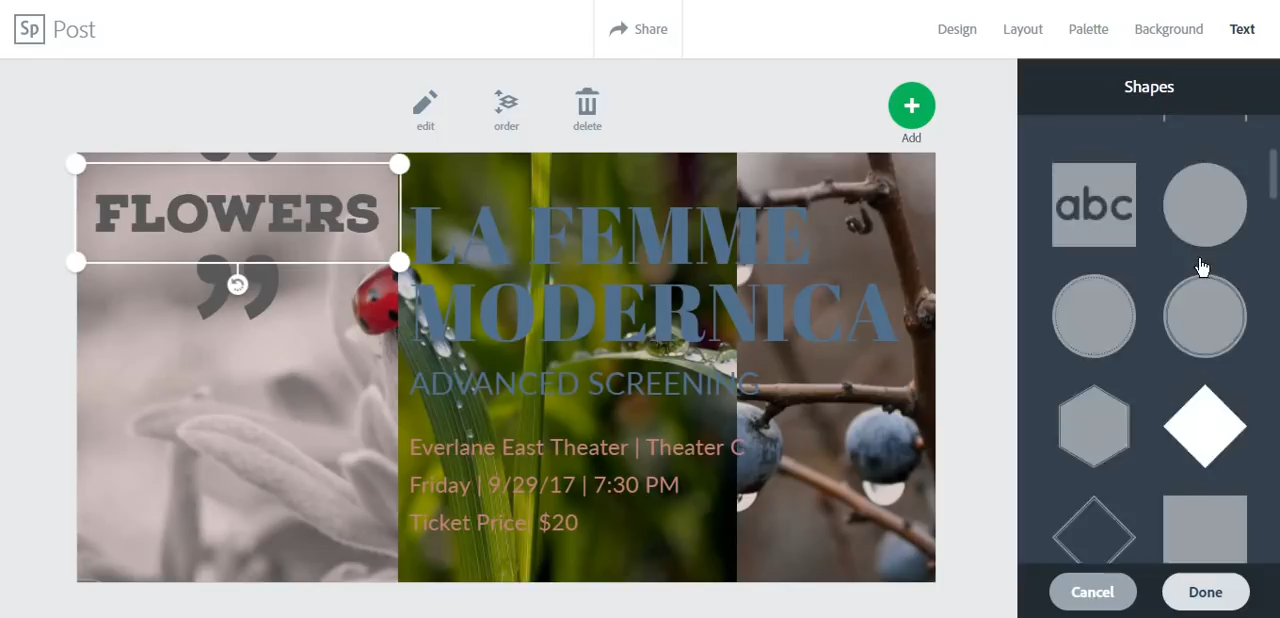 Sp Post
Share
Design Layout Palette Background Text
Shapes
edit order delete
Add
abc
FLOWERS
”
LA FEMME
MODERNICA
ADVANCED SCREENING
Everlane East Theater | Theater C
Friday | 9/29/17 | 7:30 PM
Ticket Price: $20
Cancel Done